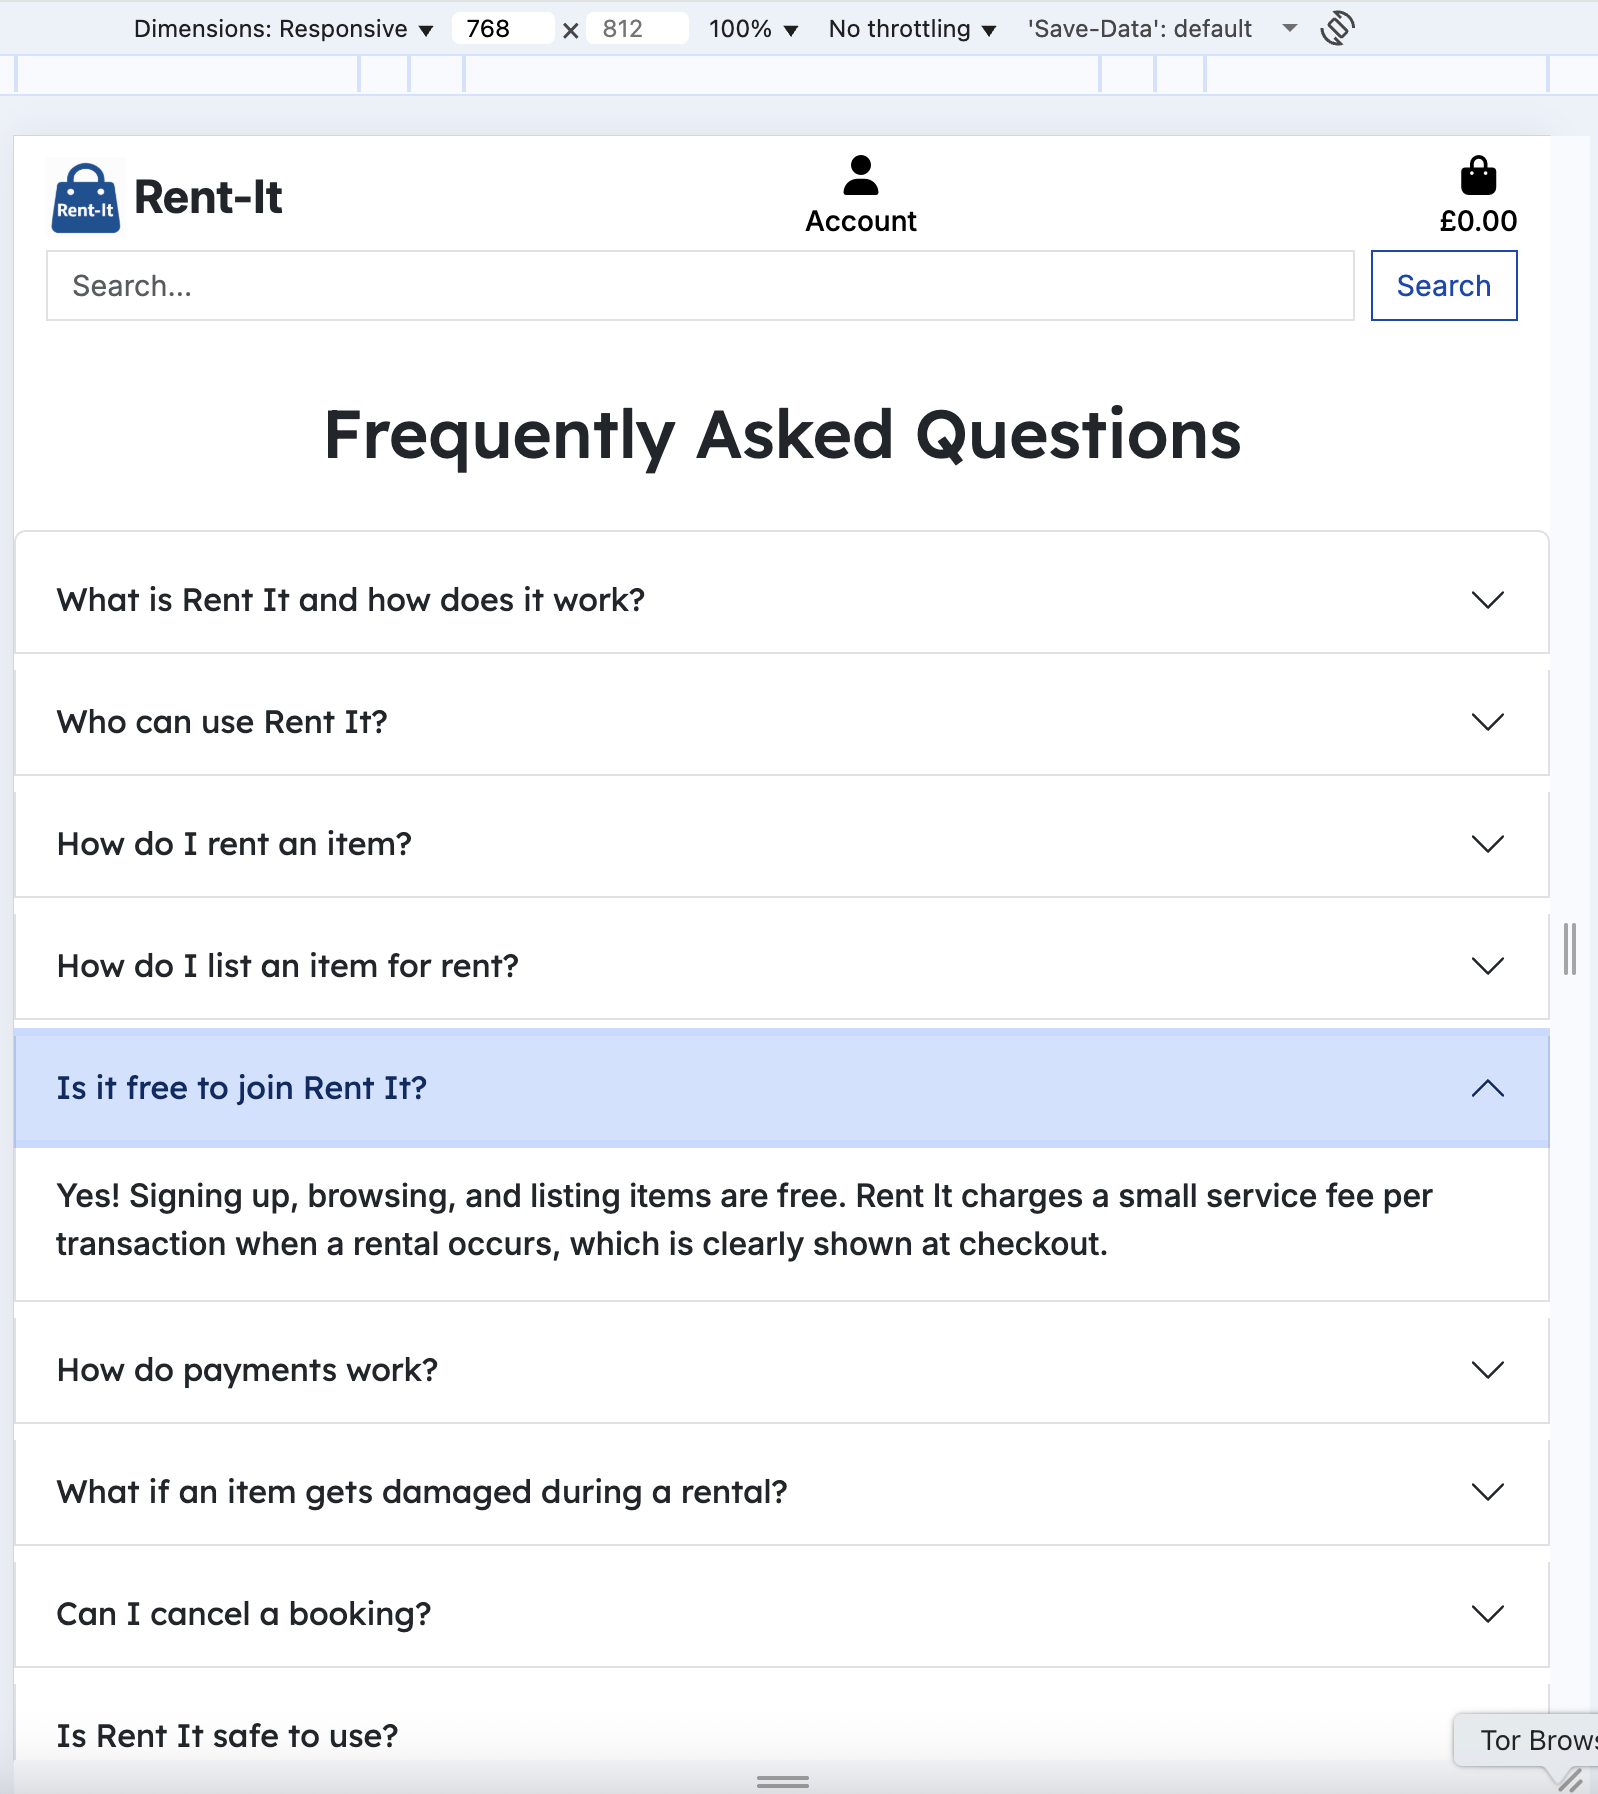 Dimensions: Responsive ▼ 768 × 812 100% ▼ No throttling ▼ 'Save-Data': default
Rent-It Rent-It
Account
£0.00
Search...
Search
Frequently Asked Questions
What is Rent It and how does it work?
Who can use Rent It?
How do I rent an item?
How do I list an item for rent?
Is it free to join Rent It?
Yes! Signing up, browsing, and listing items are free. Rent It charges a small service fee per
transaction when a rental occurs, which is clearly shown at checkout.
How do payments work?
What if an item gets damaged during a rental?
Can I cancel a booking?
Is Rent It safe to use?
Tor Brows